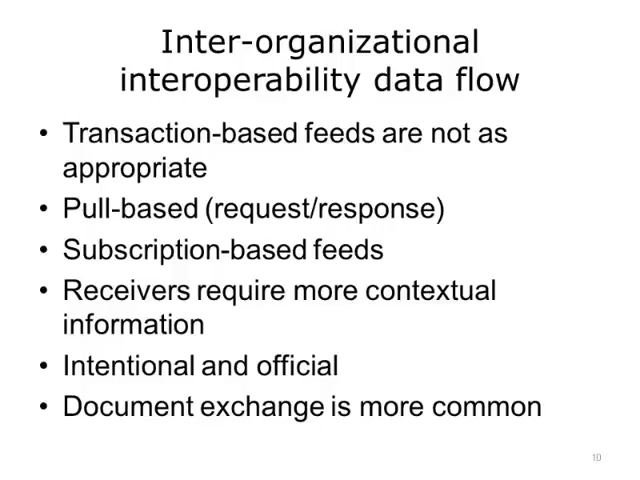 Inter-organizational
interoperability data flow
• Transaction-based feeds are not as
appropriate
• Pull-based (request/response)
• Subscription-based feeds
• Receivers require more contextual
information
• Intentional and official
• Document exchange is more common
10